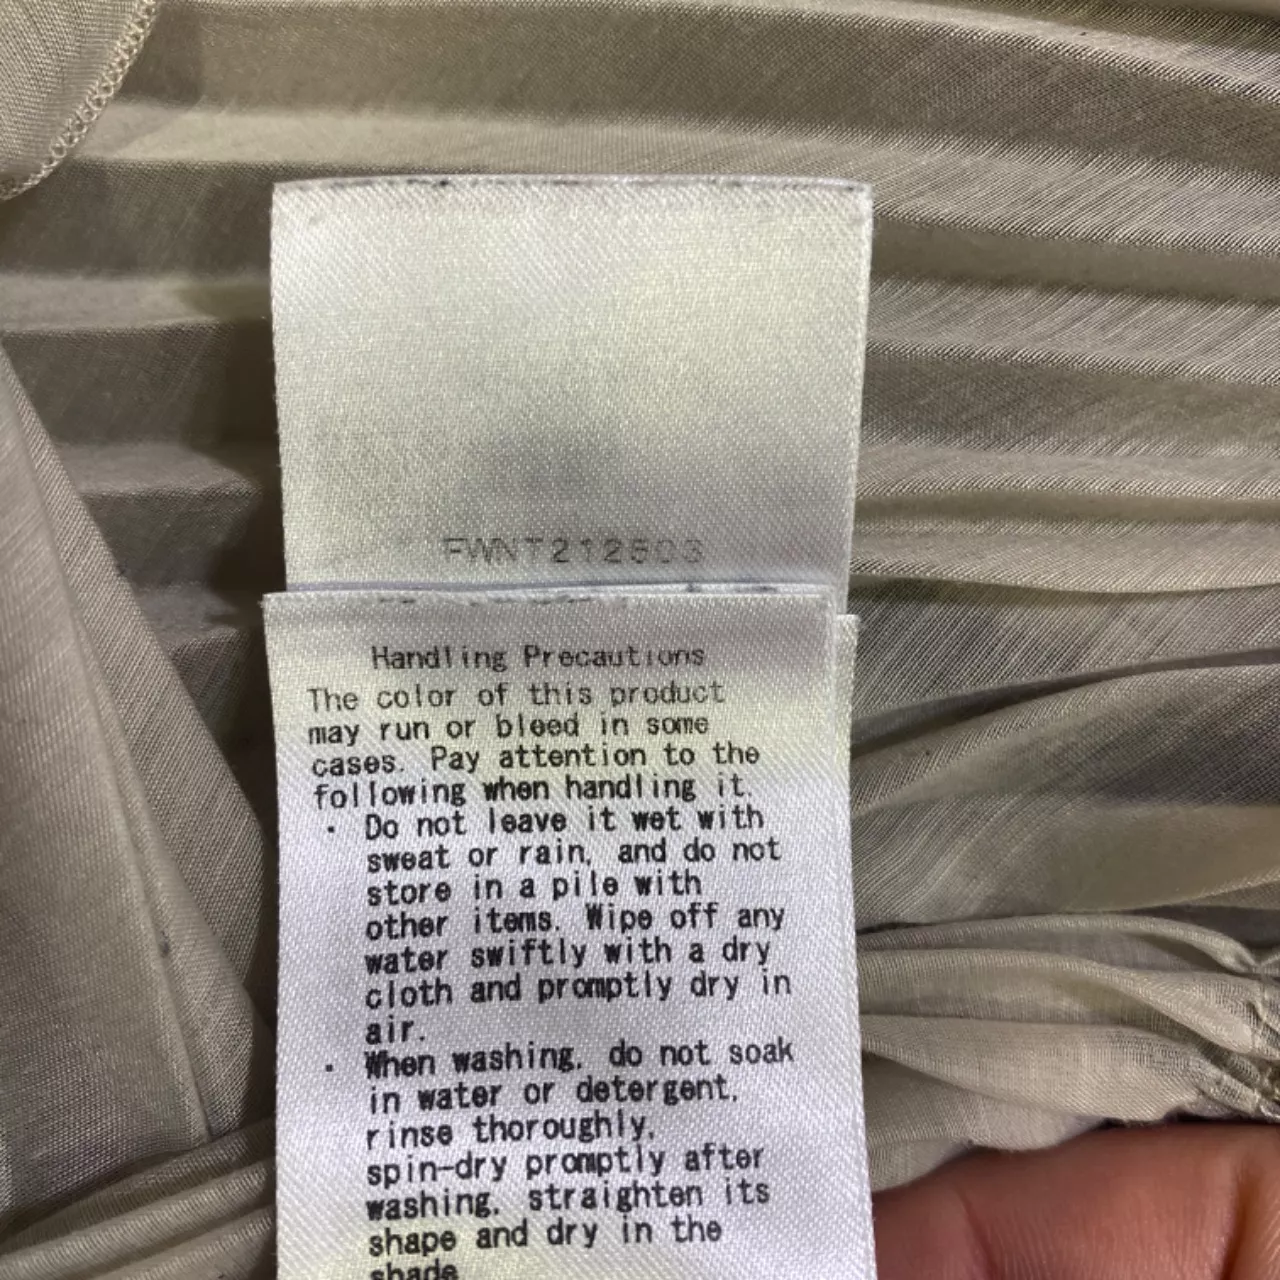 FWNT212503
Handling Precautions
The color of this product
may run or bleed in some
cases. Pay attention to the
following when handling it.
· Do not leave it wet with
sweat or rain, and do not
store in a pile with
other items. Wipe off any
water swiftly with a dry
cloth and promptly dry in
air.
· When washing, do not soak
in water or detergent,
rinse thoroughly,
spin-dry promptly after
washing, straighten its
shape and dry in the
shade